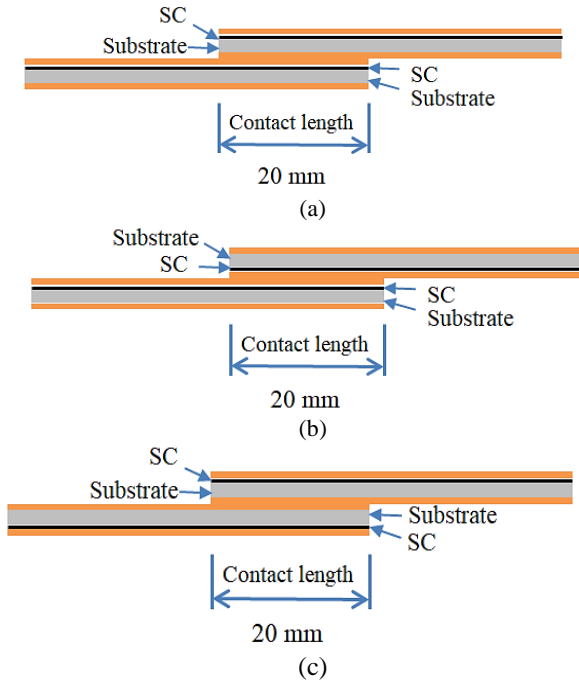 SC
Substrate
SC
Substrate
Contact length
20 mm
(a)
Substrate
SC
SC
Substrate
Contact length
20 mm
(b)
SC
Substrate
Substrate
SC
Contact length
20 mm
(c)